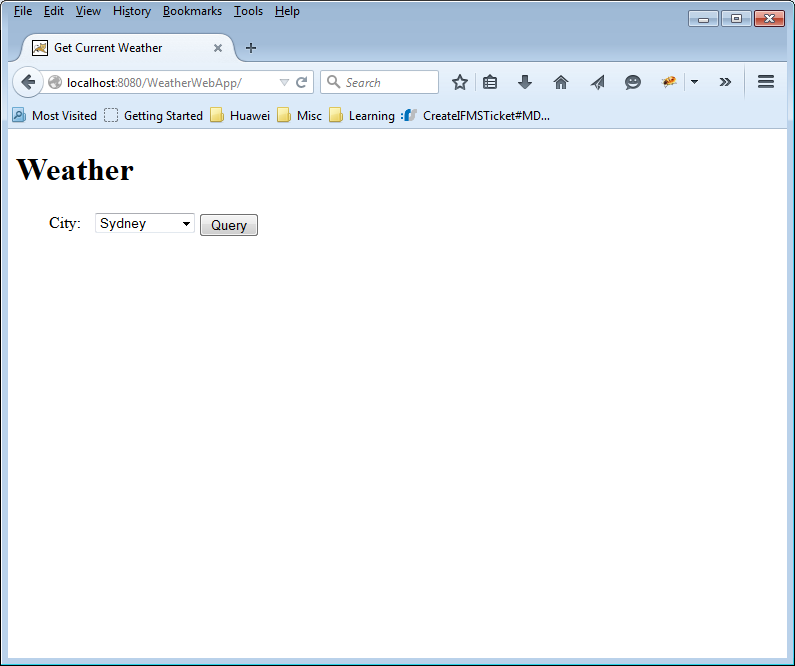 File Edit View History Bookmarks Tools Help
Get Current Weather
localhost:8080/WeatherWebApp/ Search
Most Visited Getting Started Huawei Misc Learning CreateIFMSTicket#MD...
Weather
City: Sydney Query